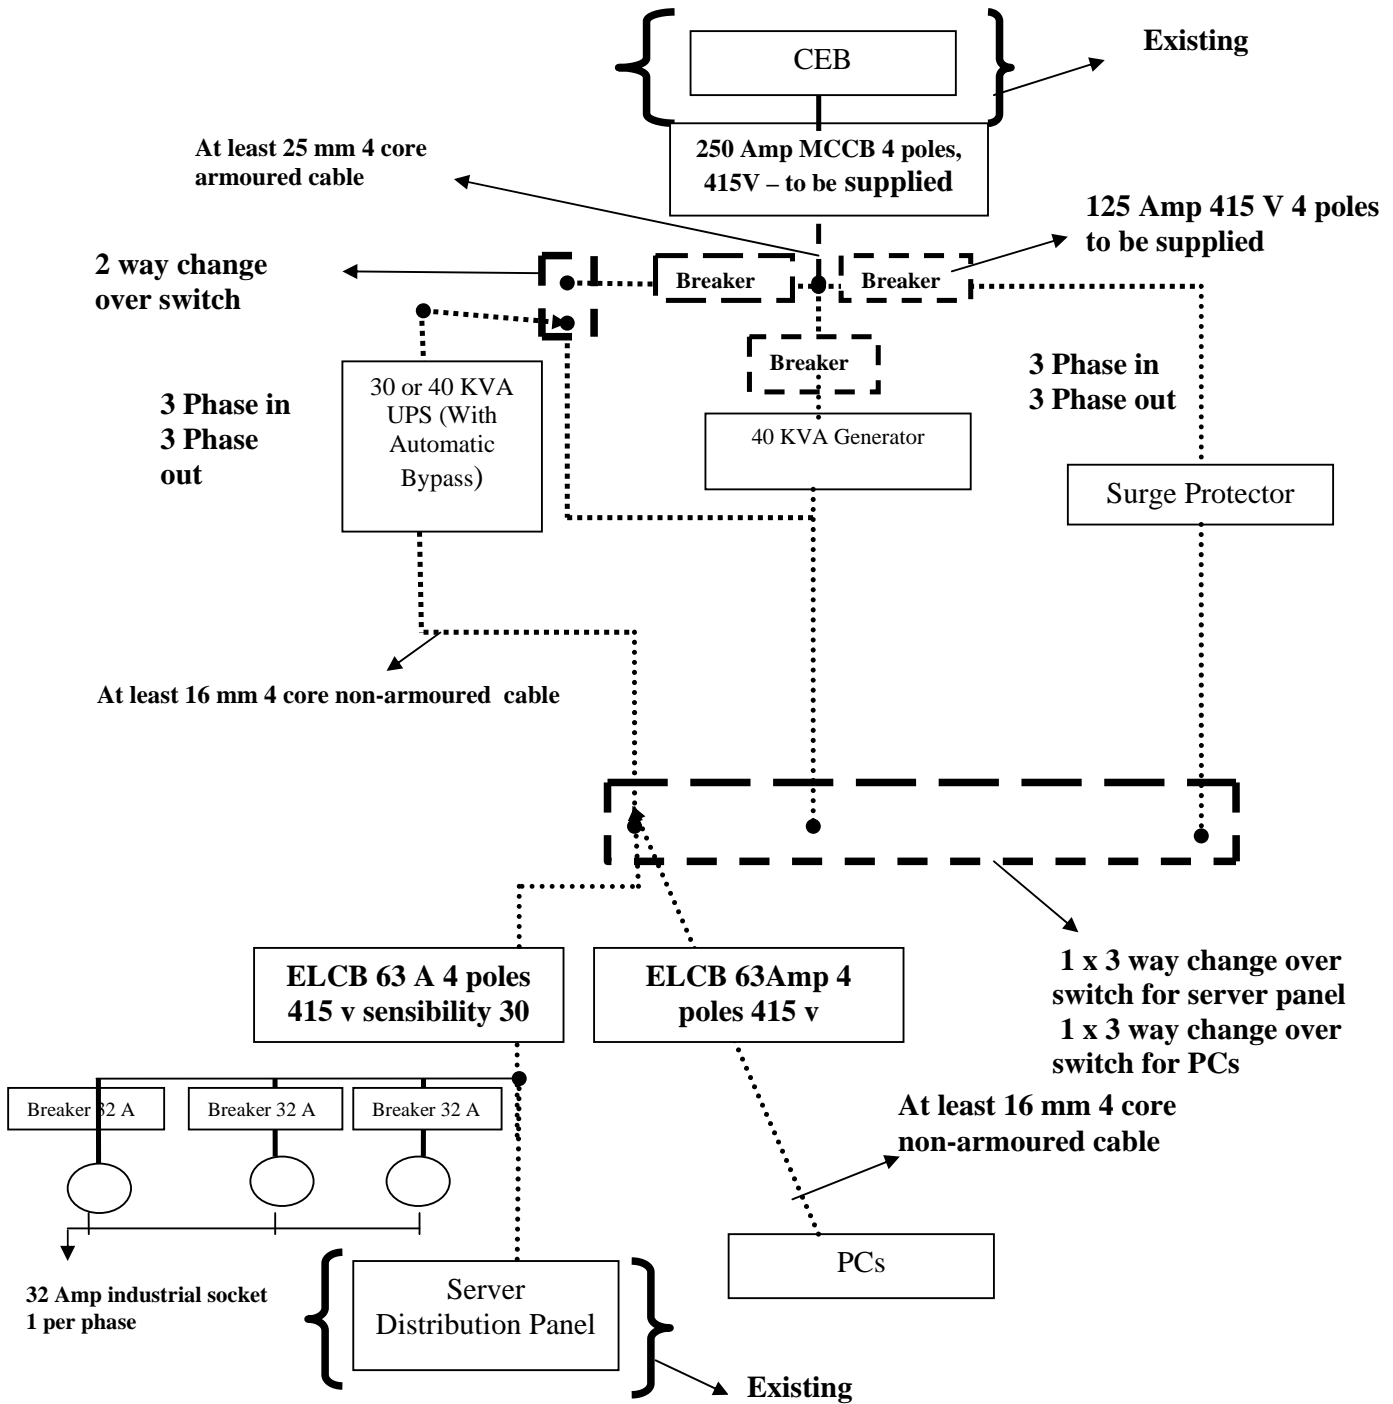 CEB
Existing
At least 25 mm 4 core
armoured cable
250 Amp MCCB 4 poles,
415V – to be supplied
125 Amp 415 V 4 poles
to be supplied
2 way change
over switch
Breaker
Breaker
Breaker
3 Phase in
3 Phase out
3 Phase in
3 Phase
out
30 or 40 KVA
UPS (With
Automatic
Bypass)
40 KVA Generator
Surge Protector
At least 16 mm 4 core non-armoured cable
ELCB 63 A 4 poles
415 v sensibility 30
ELCB 63Amp 4
poles 415 v
1 x 3 way change over
switch for server panel
1 x 3 way change over
switch for PCs
Breaker 32 A
Breaker 32 A
Breaker 32 A
At least 16 mm 4 core
non-armoured cable
PCs
32 Amp industrial socket
1 per phase
Server
Distribution Panel
Existing